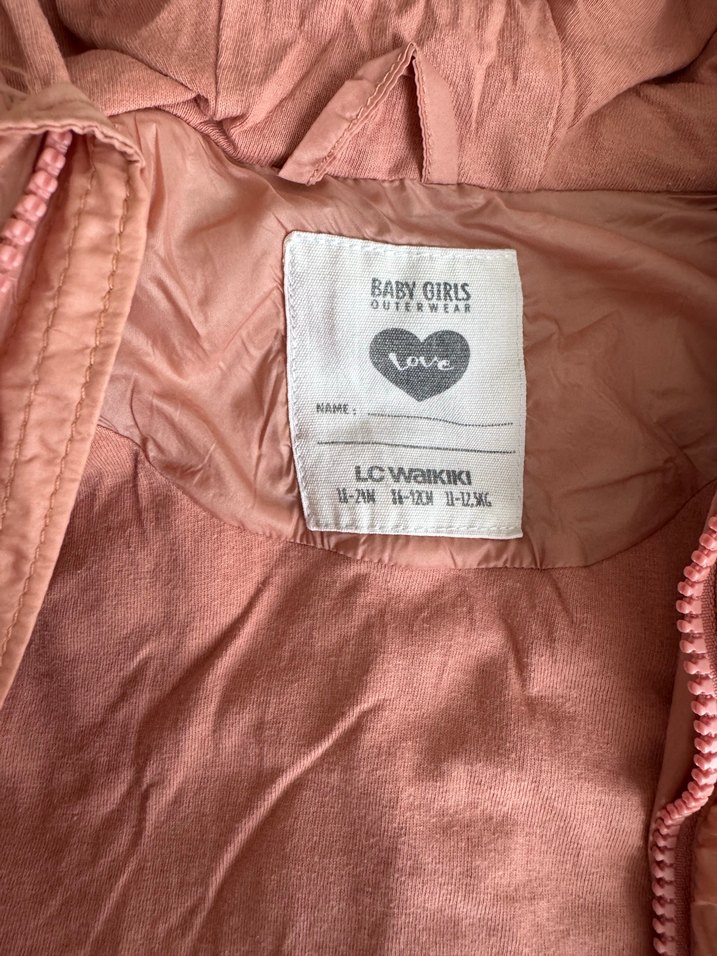 BABY GIRLS
OUTERWEAR
Love
NAME :
LC WAIKIKI
18-24M 86-92CM 11-12,5KG